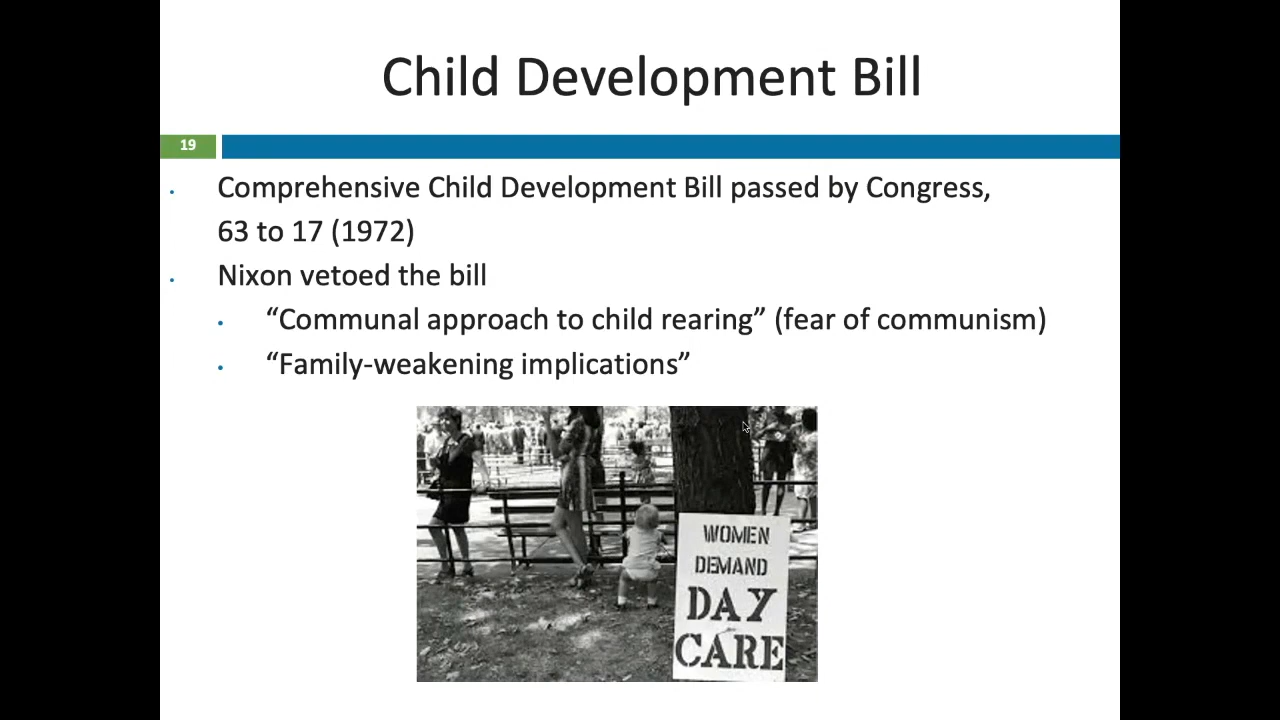 Child Development Bill
19
• Comprehensive Child Development Bill passed by Congress,
63 to 17 (1972)
• Nixon vetoed the bill
• “Communal approach to child rearing” (fear of communism)
• “Family-weakening implications”
WOMEN
DEMAND
DAY
CARE